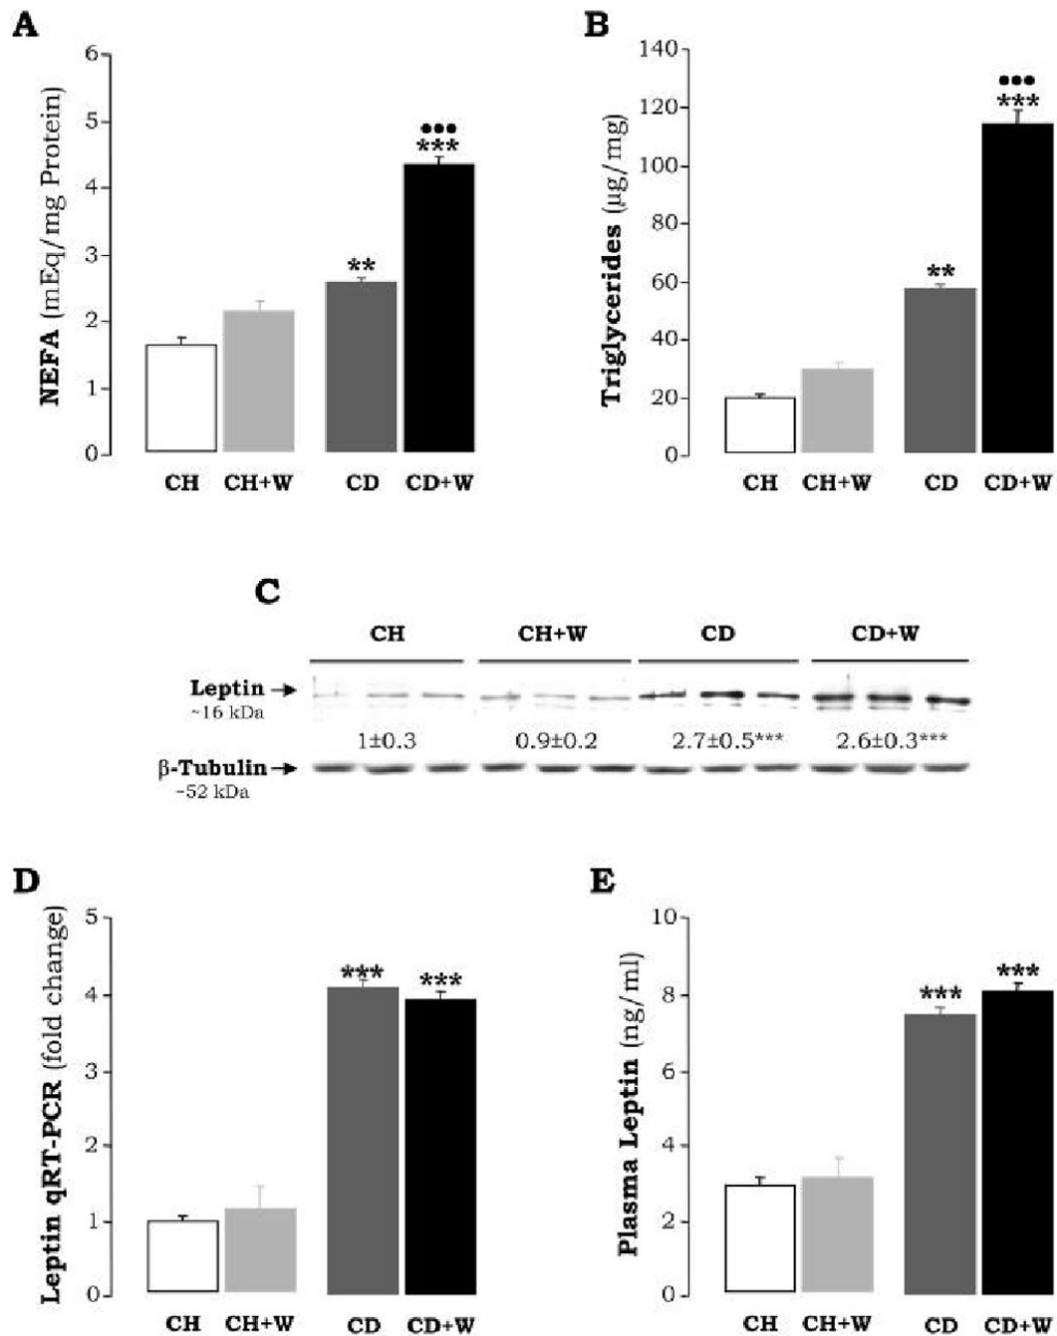 A
NEFA (mEq/mg Protein)
6
5
4
3
2
1
0
**
•••
***
CH CH+W CD CD+W
B
Triglycerides (µg/mg)
140
120
100
80
60
40
20
0
**
•••
***
CH CH+W CD CD+W
C
CH CH+W CD CD+W
Leptin
~16 kDa
1±0.3 0.9±0.2 2.7±0.5*** 2.6±0.3***
β-Tubulin
~52 kDa
D
Leptin qRT-PCR (fold change)
5
4
3
2
1
0
*** ***
CH CH+W CD CD+W
E
Plasma Leptin (ng/ml)
10
8
6
4
2
0
*** ***
CH CH+W CD CD+W